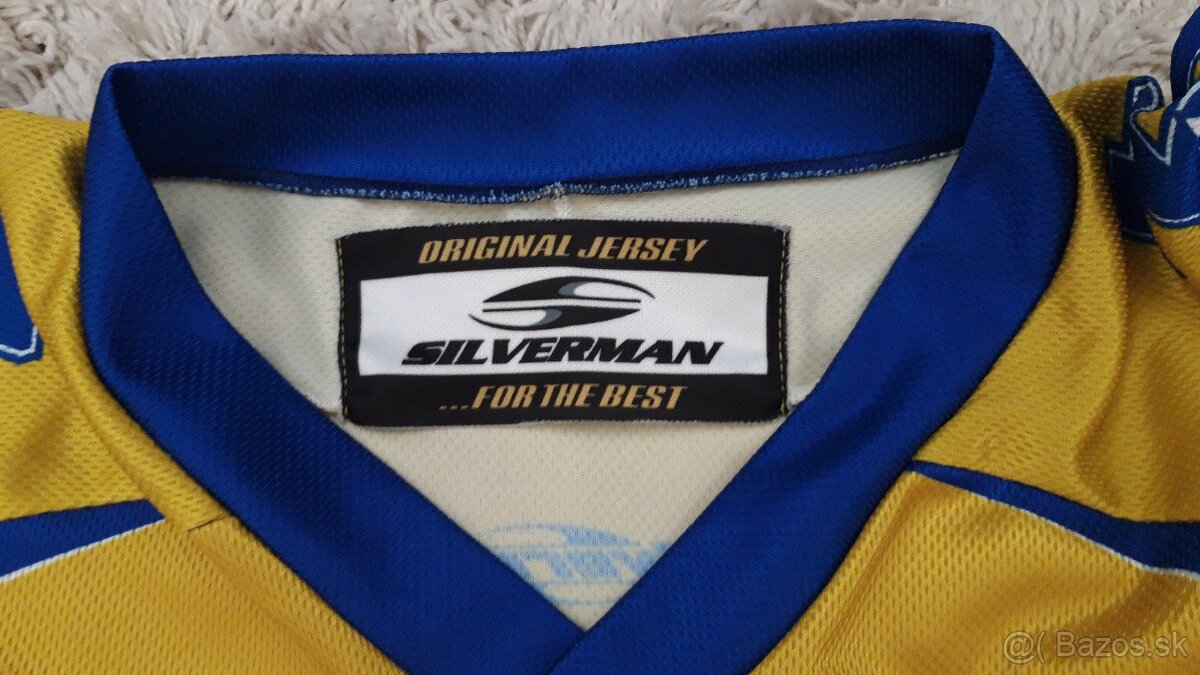 ORIGINAL JERSEY
SILVERMAN
...FOR THE BEST
@( Bazos.sk